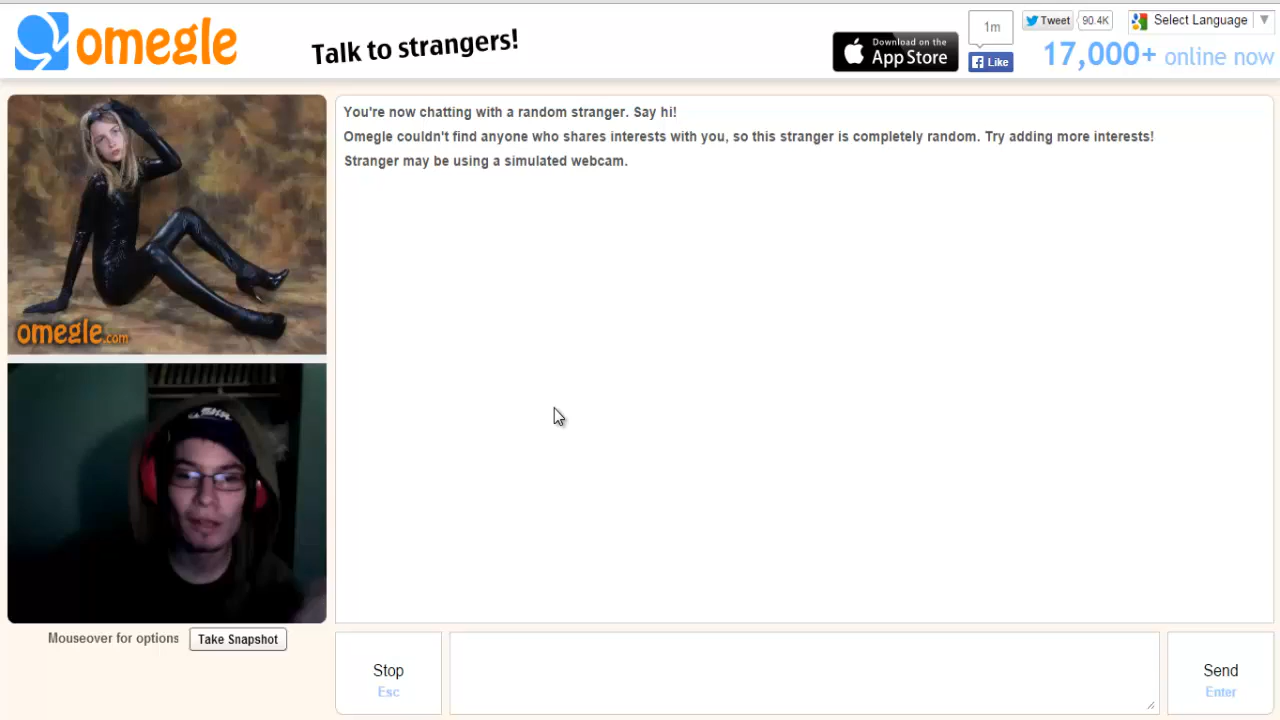 omegle
Talk to strangers!
Download on the
App Store
1m
Like
Tweet
90.4K
Select Language
17,000+ online now
You're now chatting with a random stranger. Say hi!
Omegle couldn't find anyone who shares interests with you, so this stranger is completely random. Try adding more interests!
Stranger may be using a simulated webcam.
omegle.com
Mouseover for options
Take Snapshot
Stop
Esc
Send
Enter